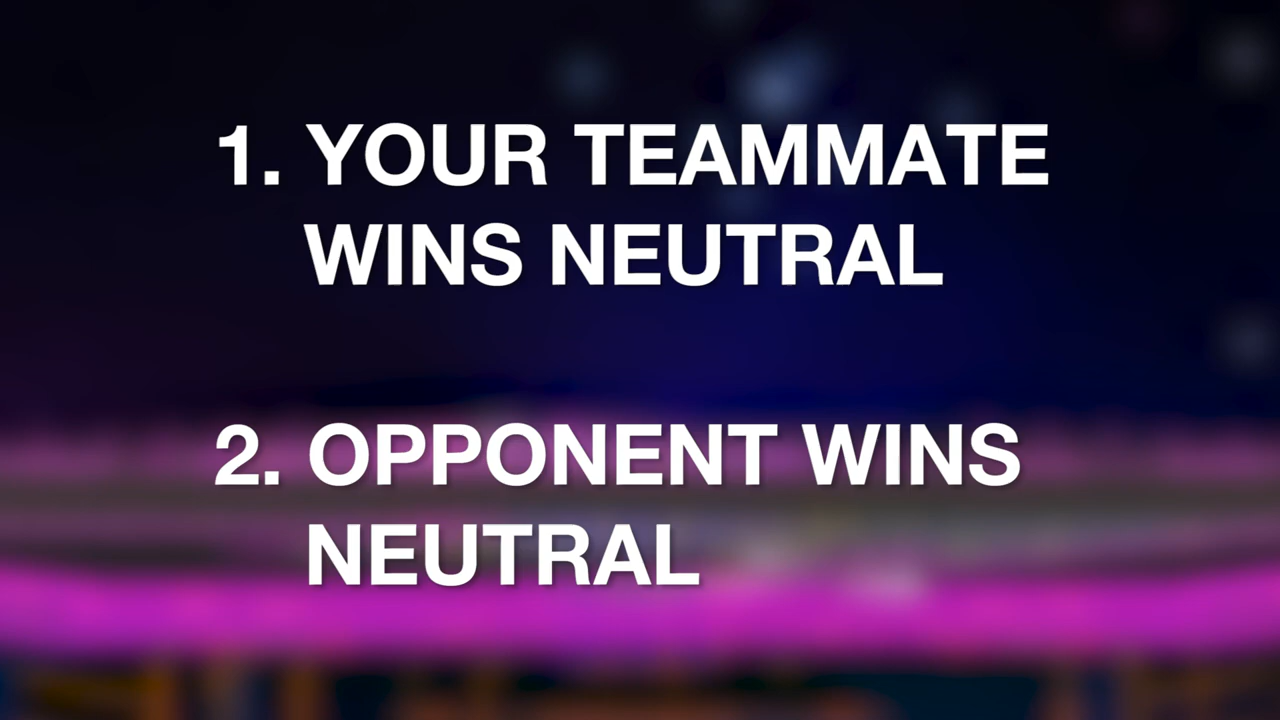 1. YOUR TEAMMATE
WINS NEUTRAL
2. OPPONENT WINS
NEUTRAL